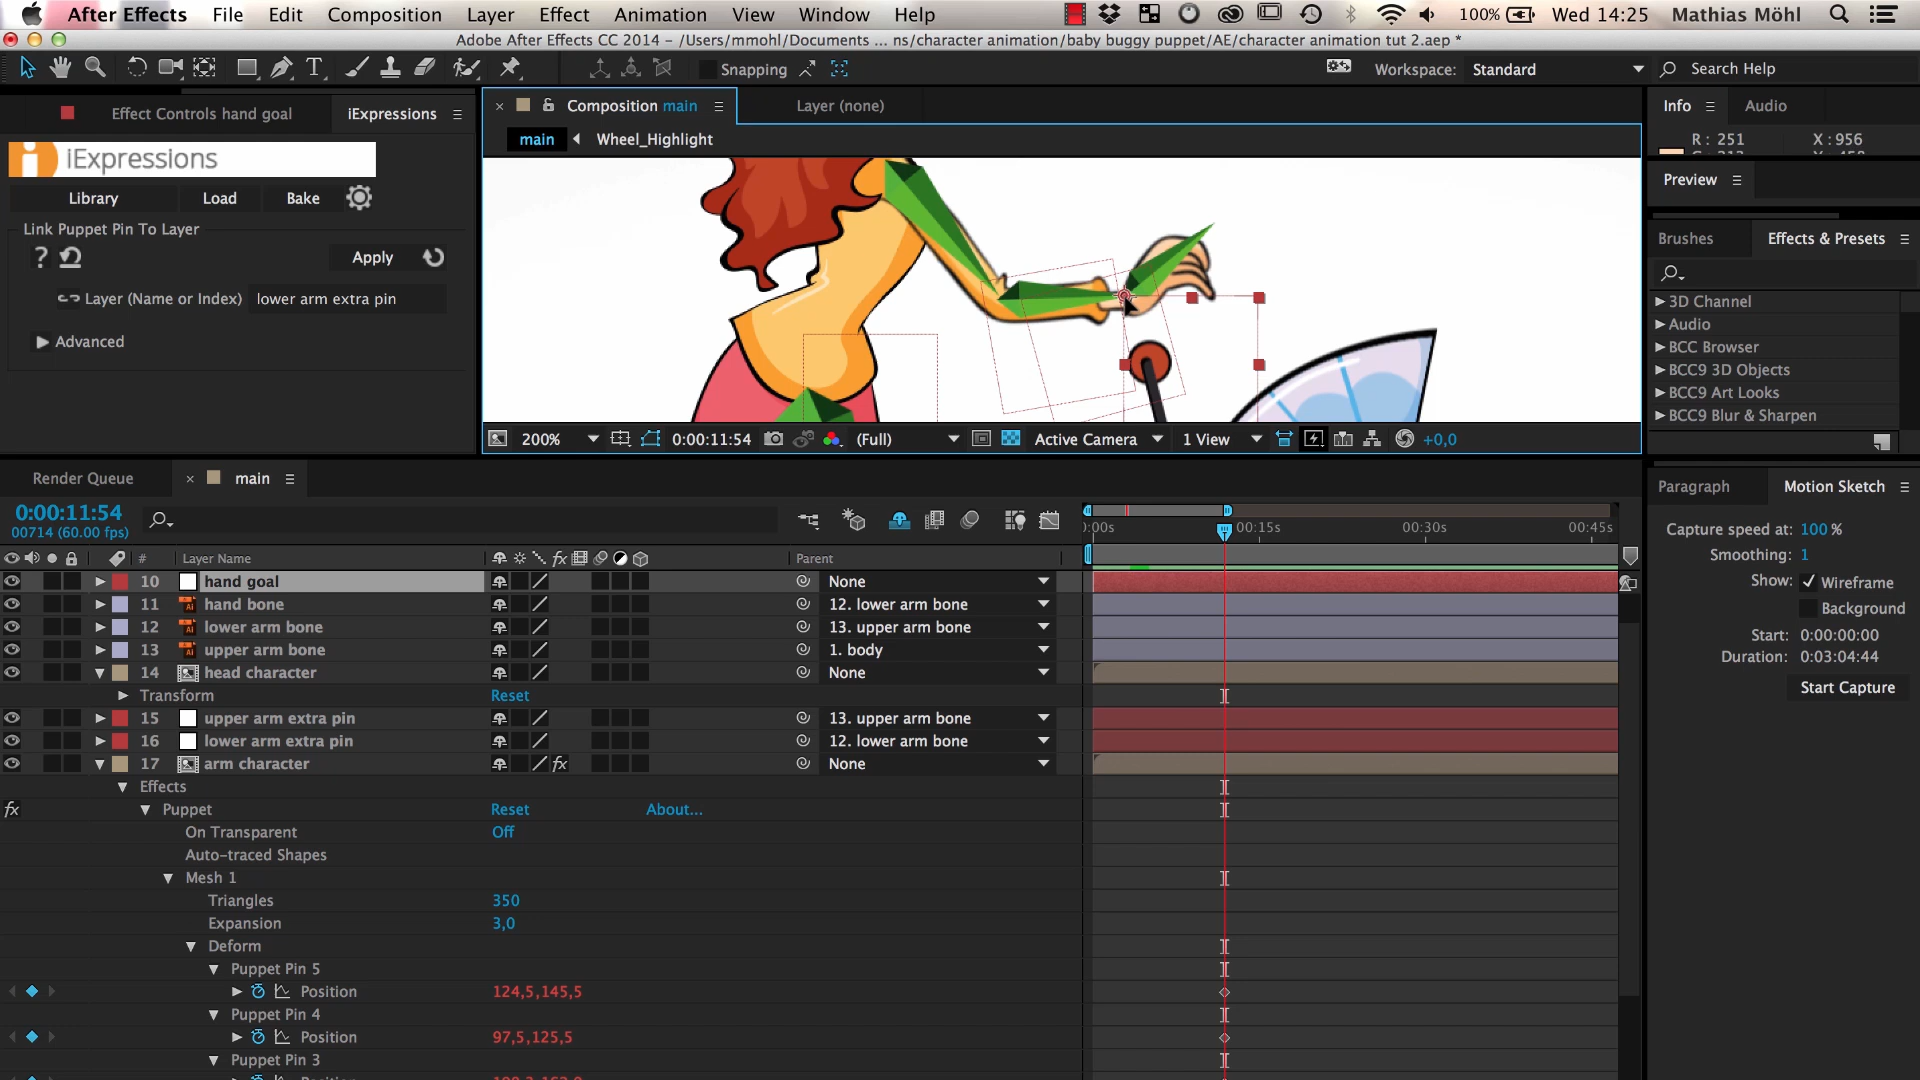 After Effects File Edit Composition Layer Effect Animation View Window Help 100% Wed 14:25 Mathias Möhl
Adobe After Effects CC 2014 – /Users/mmohl/Documents ... ns/character animation/baby buggy puppet/AE/character animation tut 2.aep *
T Snapping Workspace: Standard Search Help
Effect Controls hand goal iExpressions
Composition main Layer (none)
Info Audio
main Wheel_Highlight
R : 251 X : 956
iExpressions
Library Load Bake
Preview
Link Puppet Pin To Layer
? Apply
Brushes Effects & Presets
Layer (Name or Index) lower arm extra pin
3D Channel
Audio
Advanced
BCC Browser
BCC9 3D Objects
BCC9 Art Looks
BCC9 Blur & Sharpen
200% 0:00:11:54 (Full) Active Camera 1 View +0,0
Render Queue main
Paragraph Motion Sketch
0:00:11:54
00714 (60.00 fps)
:00s 00:15s 00:30s 00:45s
Capture speed at: 100 %
Smoothing: 1
# Layer Name fx Parent
Show: Wireframe
Background
Start: 0:00:00:00
Duration: 0:03:04:44
Start Capture
10 hand goal None
11 Ai hand bone 12. lower arm bone
12 Ai lower arm bone 13. upper arm bone
13 Ai upper arm bone 1. body
14 head character None
Transform Reset
15 upper arm extra pin 13. upper arm bone
16 lower arm extra pin 12. lower arm bone
17 arm character fx None
Effects
fx Puppet Reset About...
On Transparent Off
Auto-traced Shapes
Mesh 1
Triangles 350
Expansion 3,0
Deform
Puppet Pin 5
Position 124,5,145,5
Puppet Pin 4
Position 97,5,125,5
Puppet Pin 3